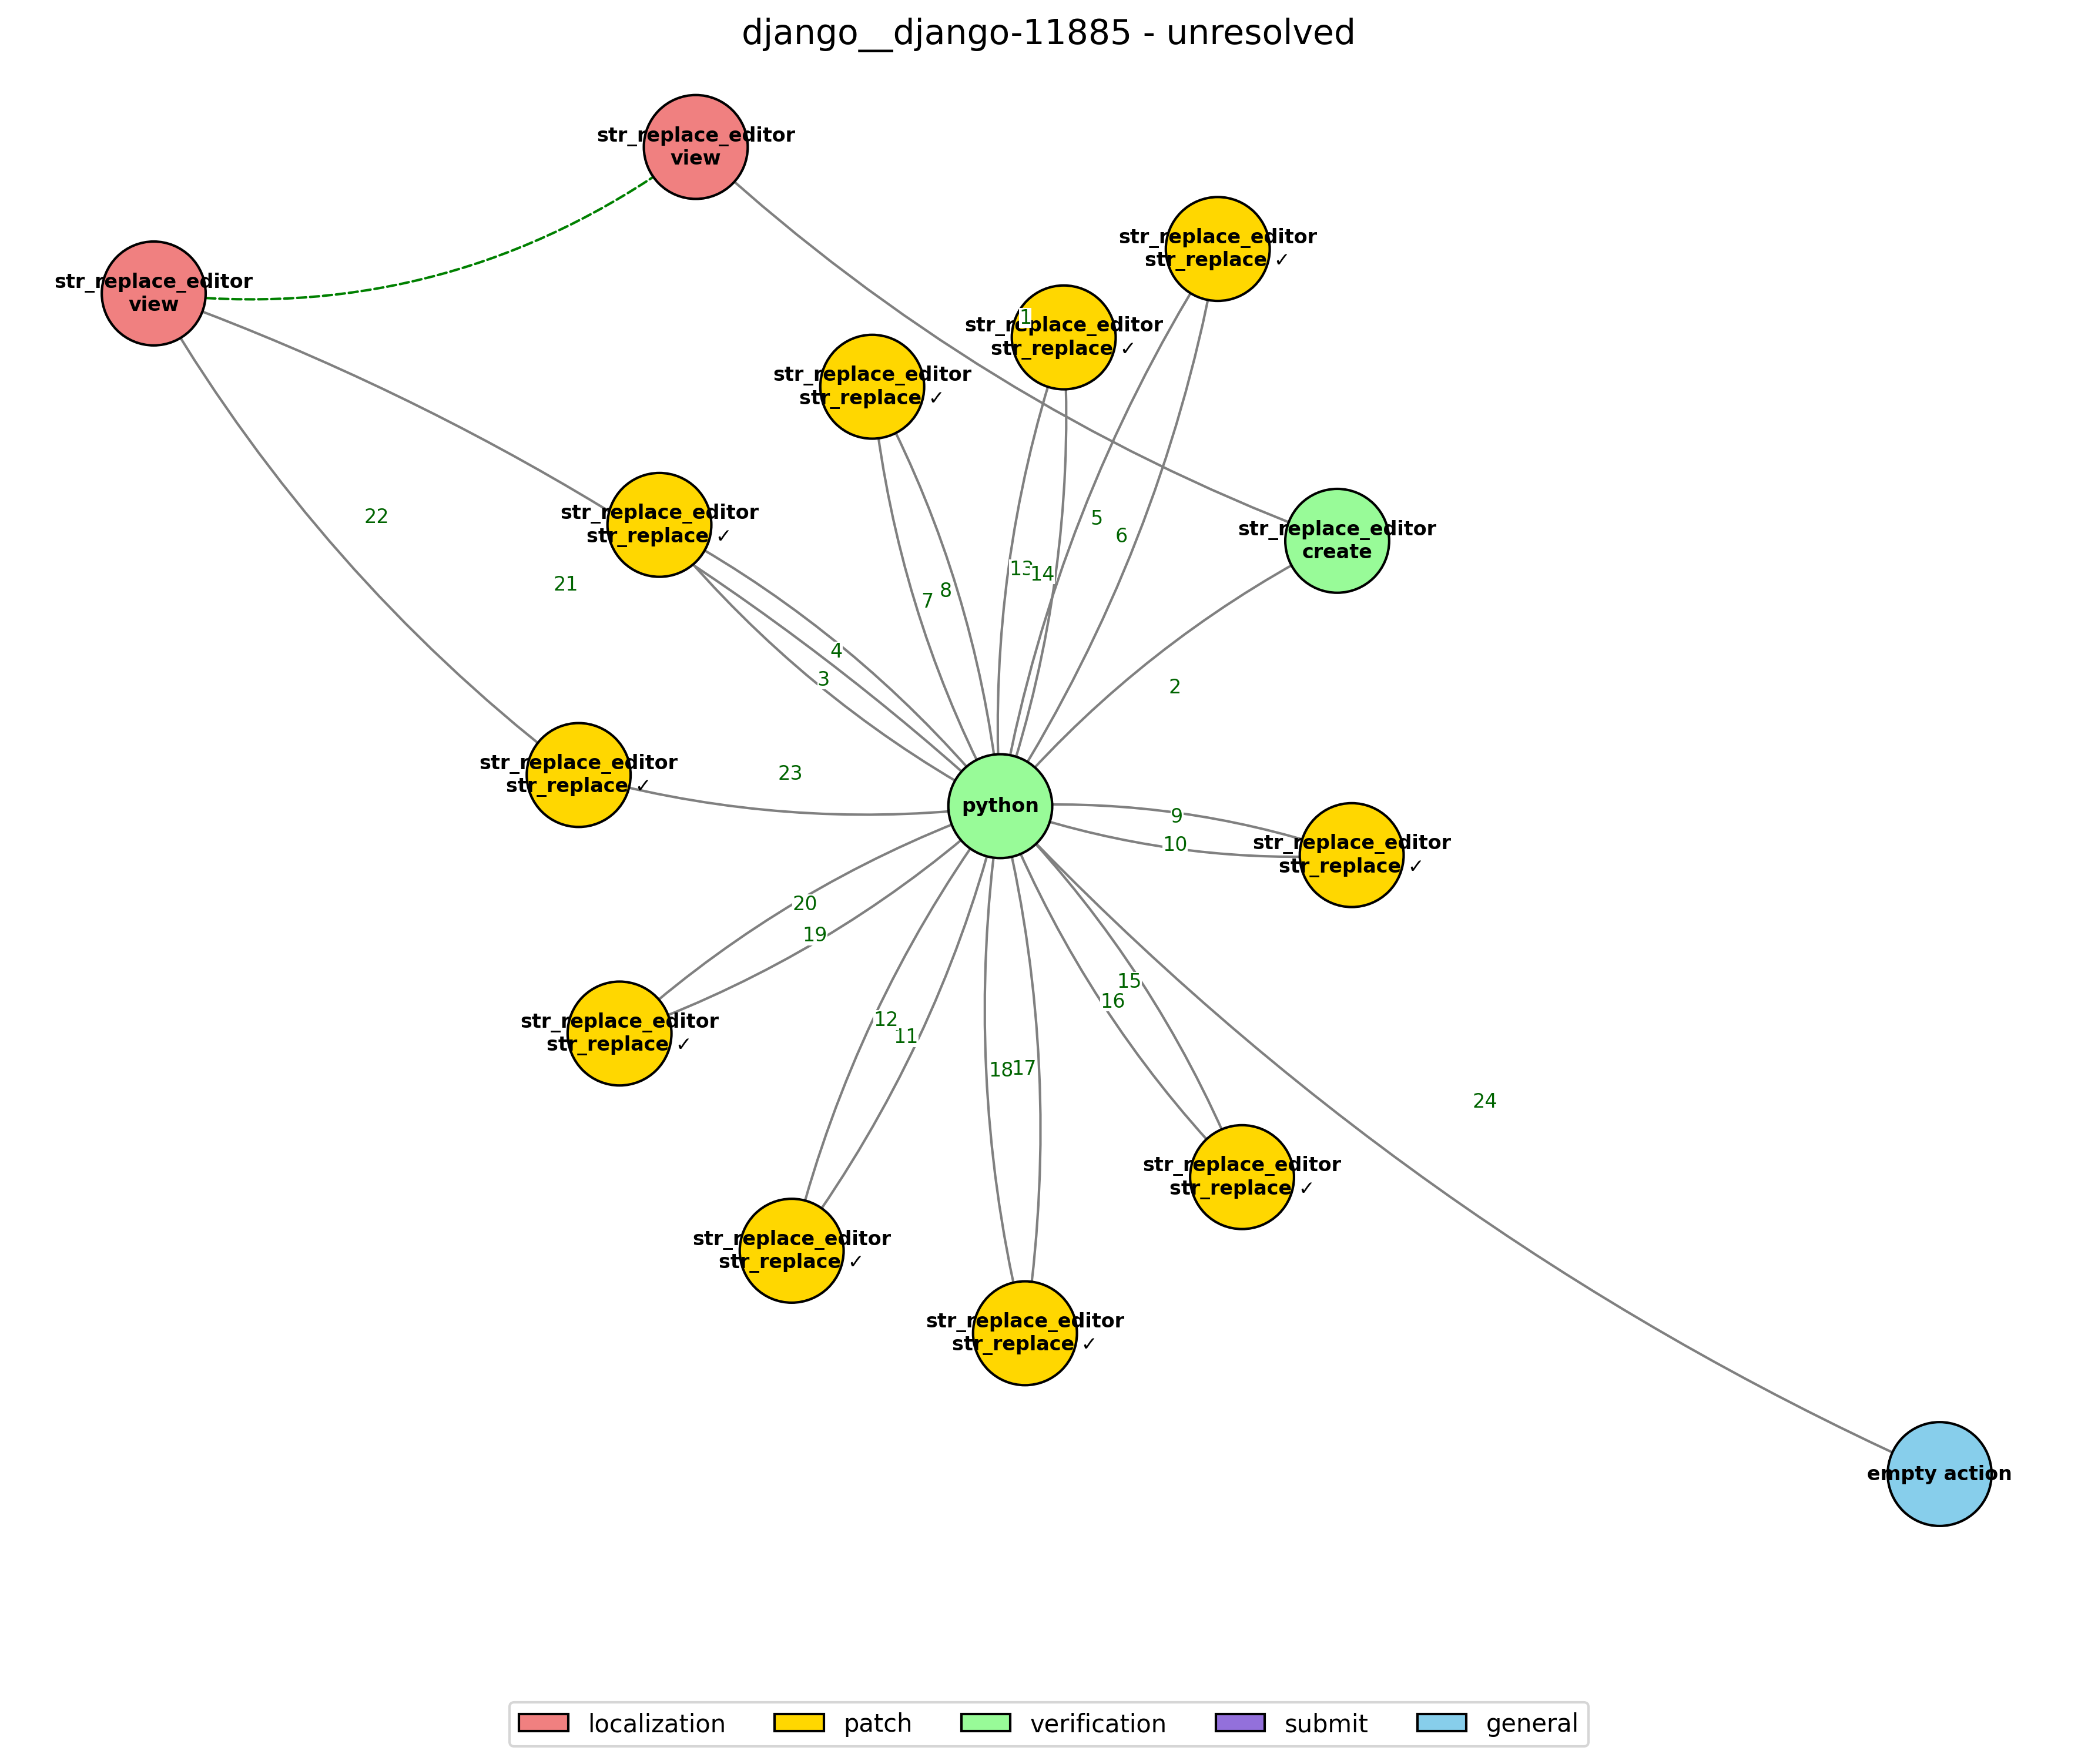 django__django-11885 - unresolved
str_replace_editor
view
str_replace_editor
str_replace ✓
str_replace_editor
view
1
str_replace_editor
str_replace ✓
str_replace_editor
str_replace ✓
22
5
str_replace_editor
str_replace ✓
6
str_replace_editor
create
13
14
21
7
8
4
3
2
str_replace_editor
str_replace ✓
23
python
9
10
str_replace_editor
str_replace ✓
20
19
15
16
str_replace_editor
str_replace ✓
12
11
18
17
24
str_replace_editor
str_replace ✓
str_replace_editor
str_replace ✓
str_replace_editor
str_replace ✓
empty action
localization
patch
verification
submit
general